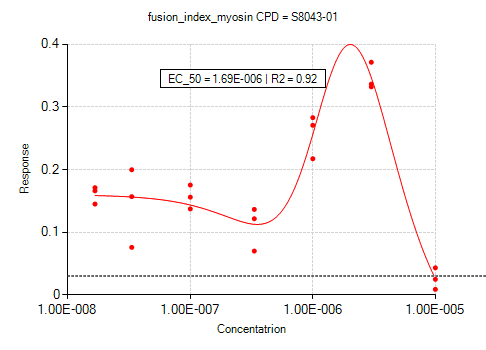 fusion_index_myosin CPD = S8043-01
0.4
EC_50 = 1.69E-006 | R2 = 0.92
0.3
Response
0.2
0.1
0
1.00E-008
1.00E-007
1.00E-006
1.00E-005
Concentatrion